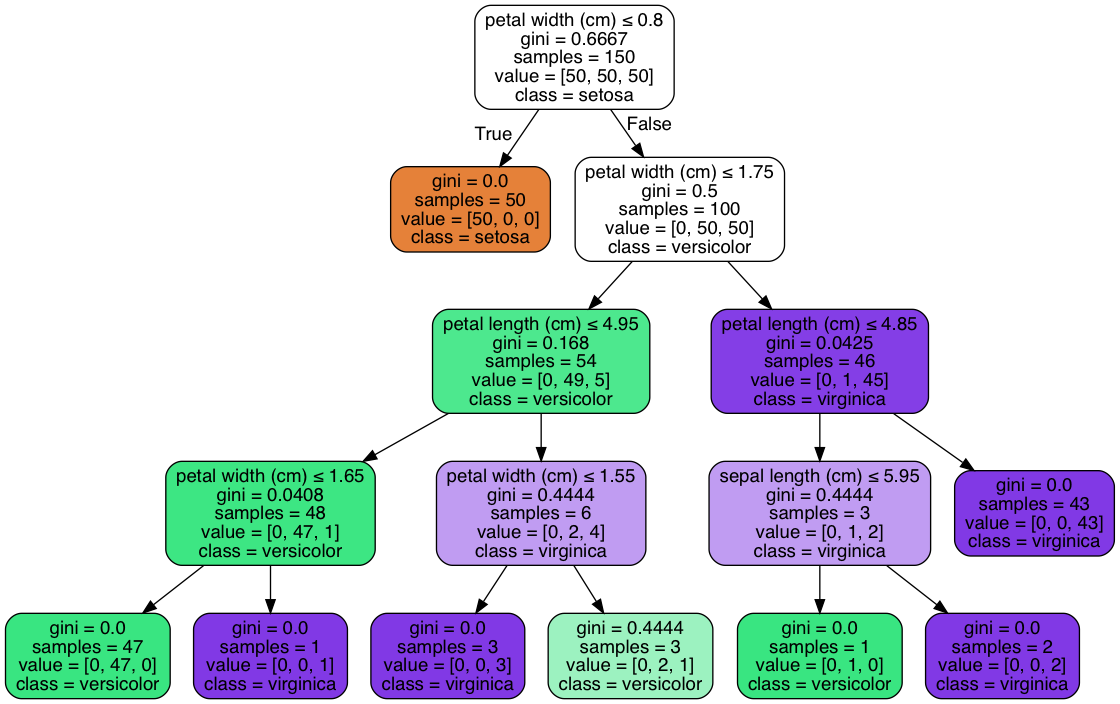 petal width (cm) ≤ 0.8
gini = 0.6667
samples = 150
value = [50, 50, 50]
class = setosa
True
False
gini = 0.0
samples = 50
value = [50, 0, 0]
class = setosa
petal width (cm) ≤ 1.75
gini = 0.5
samples = 100
value = [0, 50, 50]
class = versicolor
petal length (cm) ≤ 4.95
gini = 0.168
samples = 54
value = [0, 49, 5]
class = versicolor
petal length (cm) ≤ 4.85
gini = 0.0425
samples = 46
value = [0, 1, 45]
class = virginica
petal width (cm) ≤ 1.65
gini = 0.0408
samples = 48
value = [0, 47, 1]
class = versicolor
petal width (cm) ≤ 1.55
gini = 0.4444
samples = 6
value = [0, 2, 4]
class = virginica
sepal length (cm) ≤ 5.95
gini = 0.4444
samples = 3
value = [0, 1, 2]
class = virginica
gini = 0.0
samples = 43
value = [0, 0, 43]
class = virginica
gini = 0.0
samples = 47
value = [0, 47, 0]
class = versicolor
gini = 0.0
samples = 1
value = [0, 0, 1]
class = virginica
gini = 0.0
samples = 3
value = [0, 0, 3]
class = virginica
gini = 0.4444
samples = 3
value = [0, 2, 1]
class = versicolor
gini = 0.0
samples = 1
value = [0, 1, 0]
class = versicolor
gini = 0.0
samples = 2
value = [0, 0, 2]
class = virginica